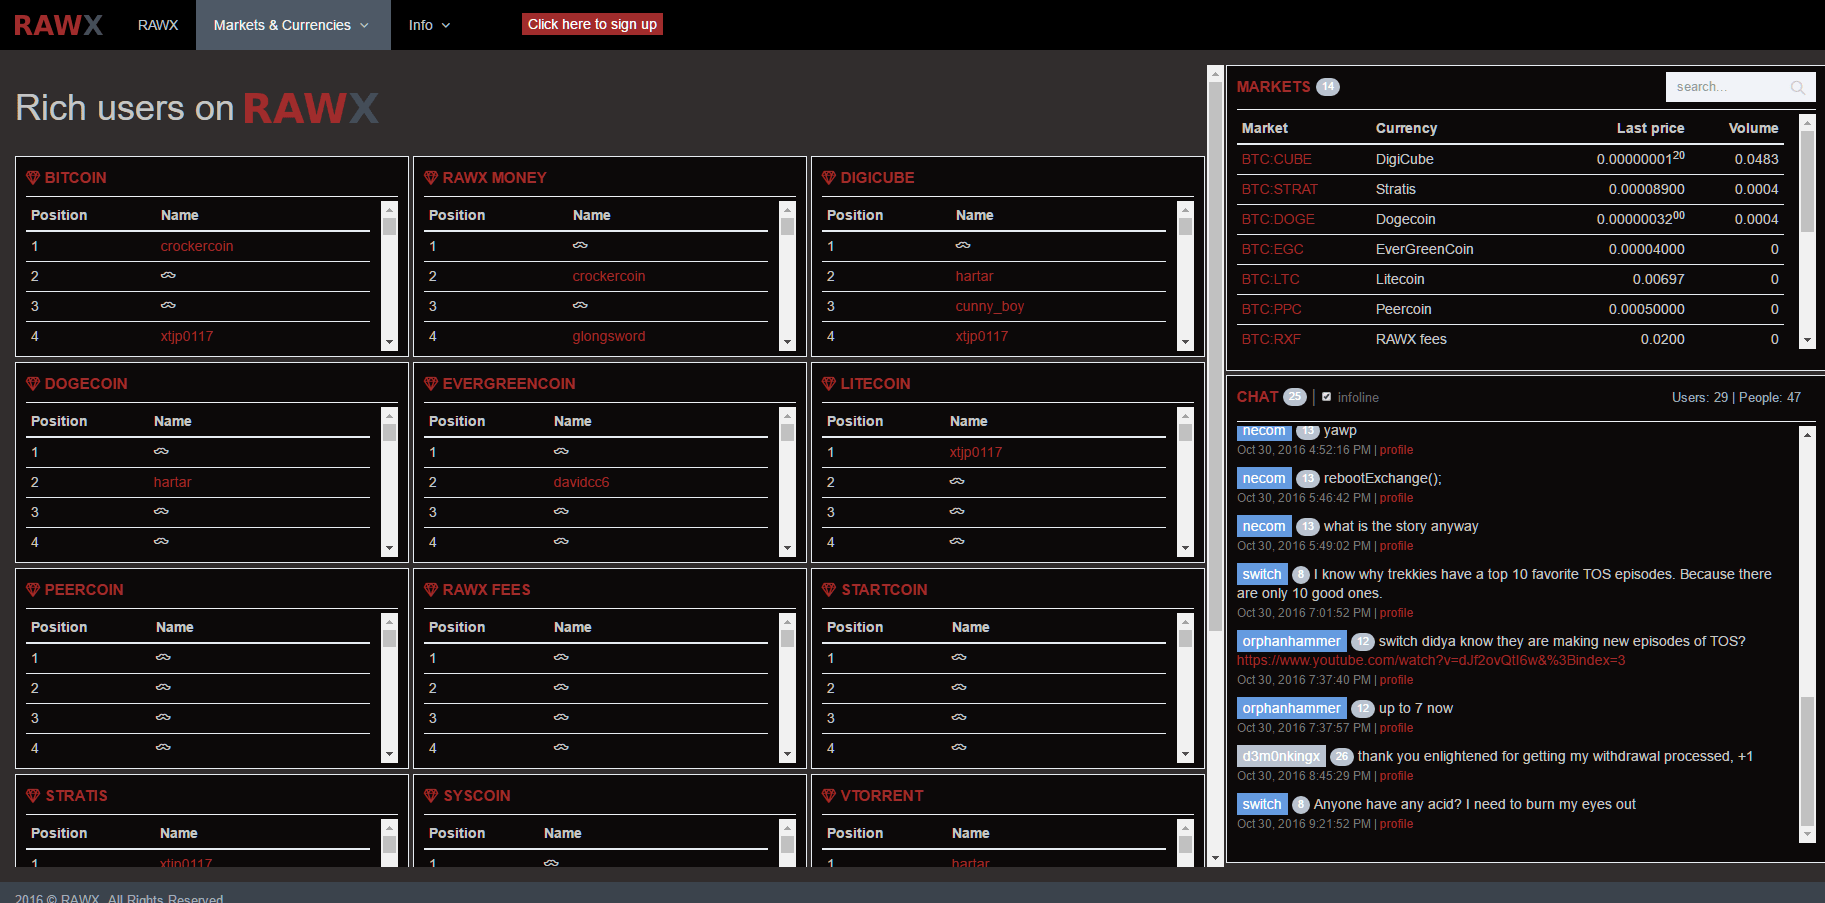 RAWX RAWX Markets & Currencies Info Click here to sign up
Rich users on RAWX
BITCOIN
Position Name
1 crockercoin
2
3
4 xtjp0117
RAWX MONEY
Position Name
1
2 crockercoin
3
4 glongsword
DIGICUBE
Position Name
1
2 hartar
3 cunny_boy
4 xtjp0117
DOGECOIN
Position Name
1
2 hartar
3
4
EVERGREENCOIN
Position Name
1
2 davidcc6
3
4
LITECOIN
Position Name
1 xtjp0117
2
3
4
PEERCOIN
Position Name
1
2
3
4
RAWX FEES
Position Name
1
2
3
4
STARTCOIN
Position Name
1
2
3
4
STRATIS
Position Name
1 xtjp0117
SYSCOIN
Position Name
1
VTORRENT
Position Name
1 hartar
MARKETS 14 search...
Market Currency Last price Volume
BTC:CUBE DigiCube 0.0000000120 0.0483
BTC:STRAT Stratis 0.00008900 0.0004
BTC:DOGE Dogecoin 0.0000003200 0.0004
BTC:EGC EverGreenCoin 0.00004000 0
BTC:LTC Litecoin 0.00697 0
BTC:PPC Peercoin 0.00050000 0
BTC:RXF RAWX fees 0.0200 0
CHAT 25 | infoline Users: 29 | People: 47
necom 13 yawp
Oct 30, 2016 4:52:16 PM | profile
necom 13 rebootExchange();
Oct 30, 2016 5:46:42 PM | profile
necom 13 what is the story anyway
Oct 30, 2016 5:49:02 PM | profile
switch 8 I know why trekkies have a top 10 favorite TOS episodes. Because there
are only 10 good ones.
Oct 30, 2016 7:01:52 PM | profile
orphanhammer 12 switch didya know they are making new episodes of TOS?
https://www.youtube.com/watch?v=dJf2ovQtI6w&%3Bindex=3
Oct 30, 2016 7:37:40 PM | profile
orphanhammer 12 up to 7 now
Oct 30, 2016 7:37:57 PM | profile
d3m0nkingx 26 thank you enlightened for getting my withdrawal processed, +1
Oct 30, 2016 8:45:29 PM | profile
switch 8 Anyone have any acid? I need to burn my eyes out
Oct 30, 2016 9:21:52 PM | profile
2016 © RAWX. All Rights Reserved